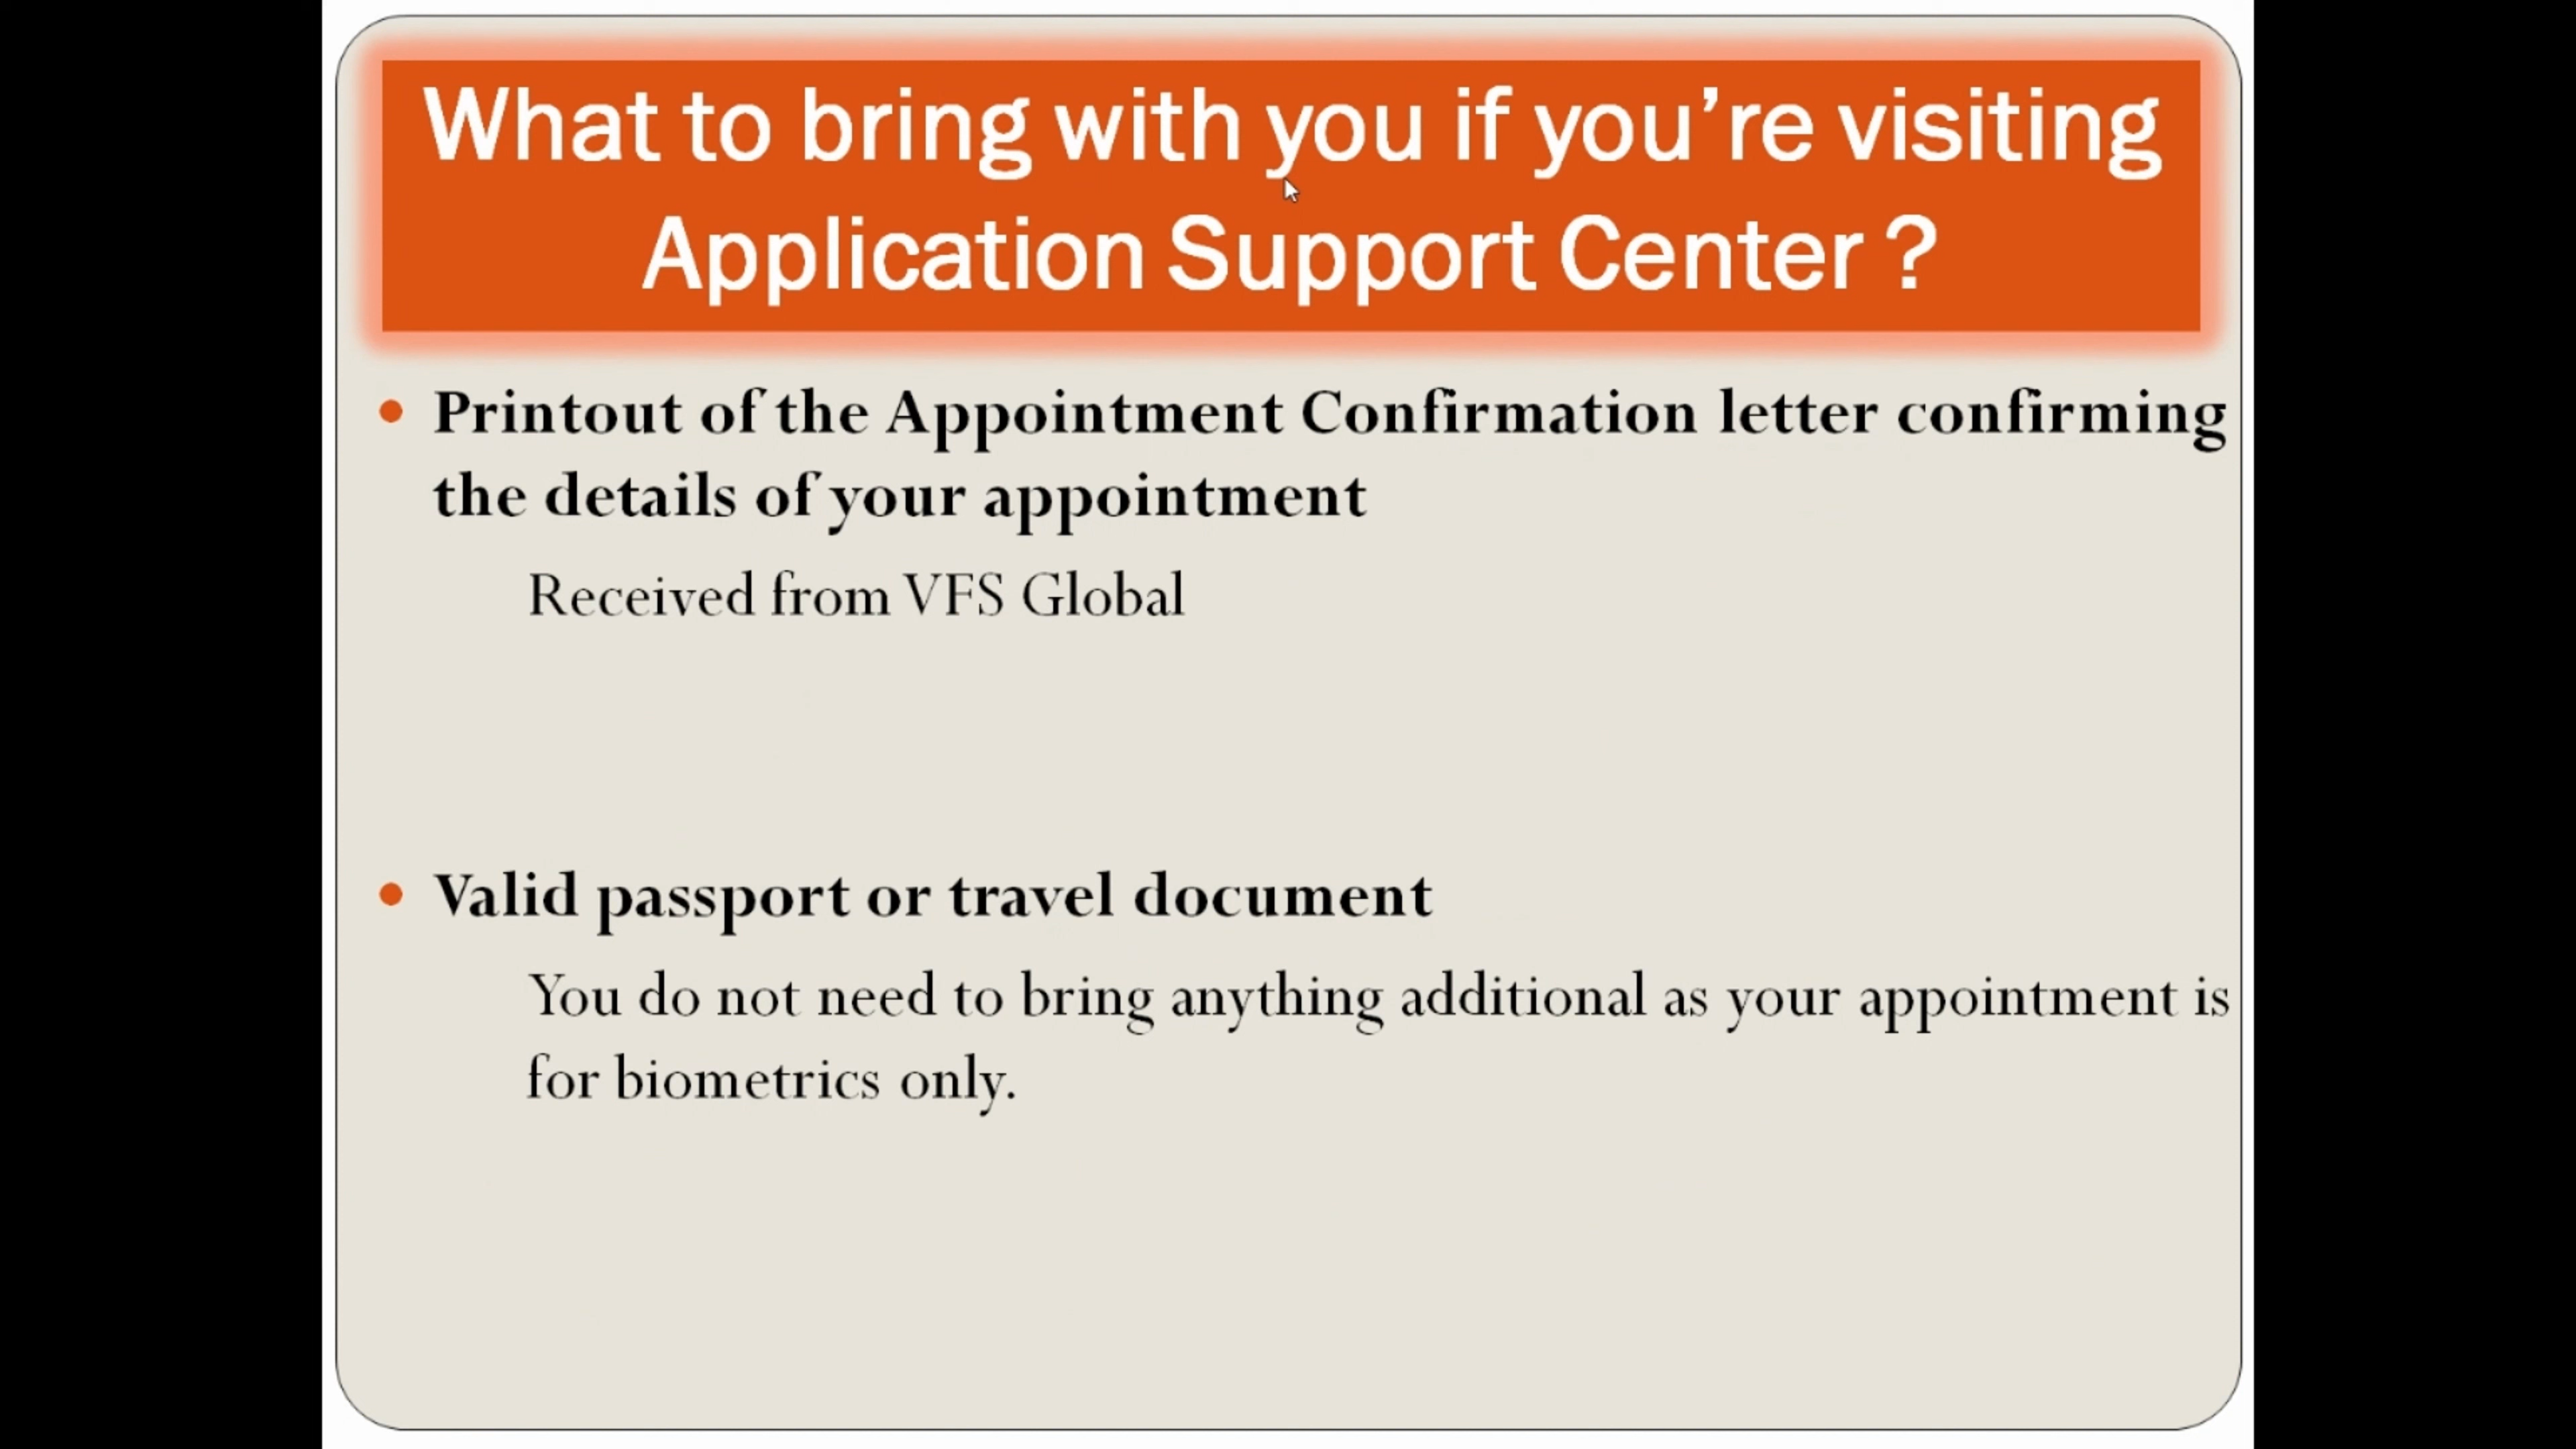 What to bring with you if you’re visiting
Application Support Center ?
• Printout of the Appointment Confirmation letter confirming
the details of your appointment
Received from VFS Global
• Valid passport or travel document
You do not need to bring anything additional as your appointment is
for biometrics only.